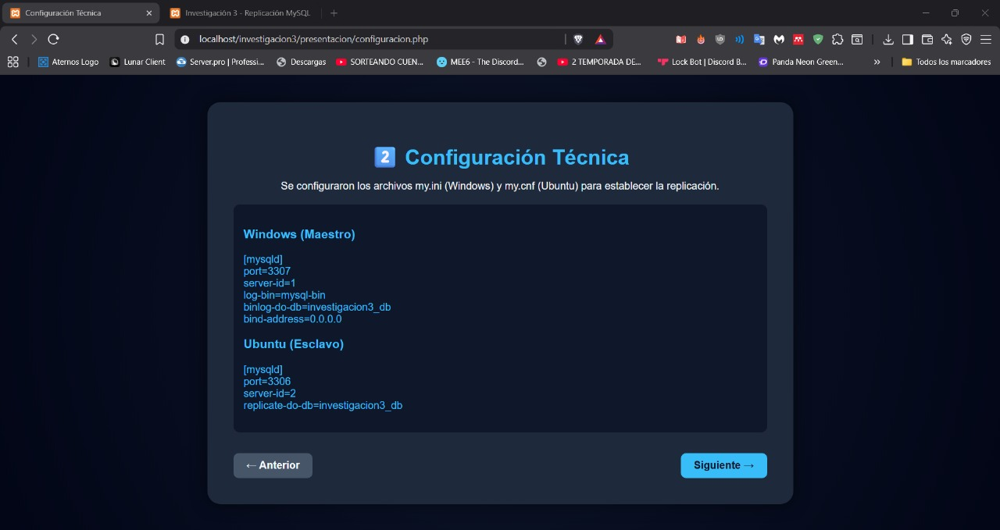 Configuración Técnica
Investigación 3 - Replicación MySQL
localhost/investigacion3/presentacion/configuracion.php
Aternos Logo
Lunar Client
Server.pro | Professi...
Descargas
SORTEANDO CUEN...
MEE6 - The Discord...
2 TEMPORADA DE...
Lock Bot | Discord B...
Panda Neon Green...
»
Todos los marcadores
2 Configuración Técnica
Se configuraron los archivos my.ini (Windows) y my.cnf (Ubuntu) para establecer la replicación.
Windows (Maestro)
[mysqld]
port=3307
server-id=1
log-bin=mysql-bin
binlog-do-db=investigacion3_db
bind-address=0.0.0.0
Ubuntu (Esclavo)
[mysqld]
port=3306
server-id=2
replicate-do-db=investigacion3_db
← Anterior
Siguiente →